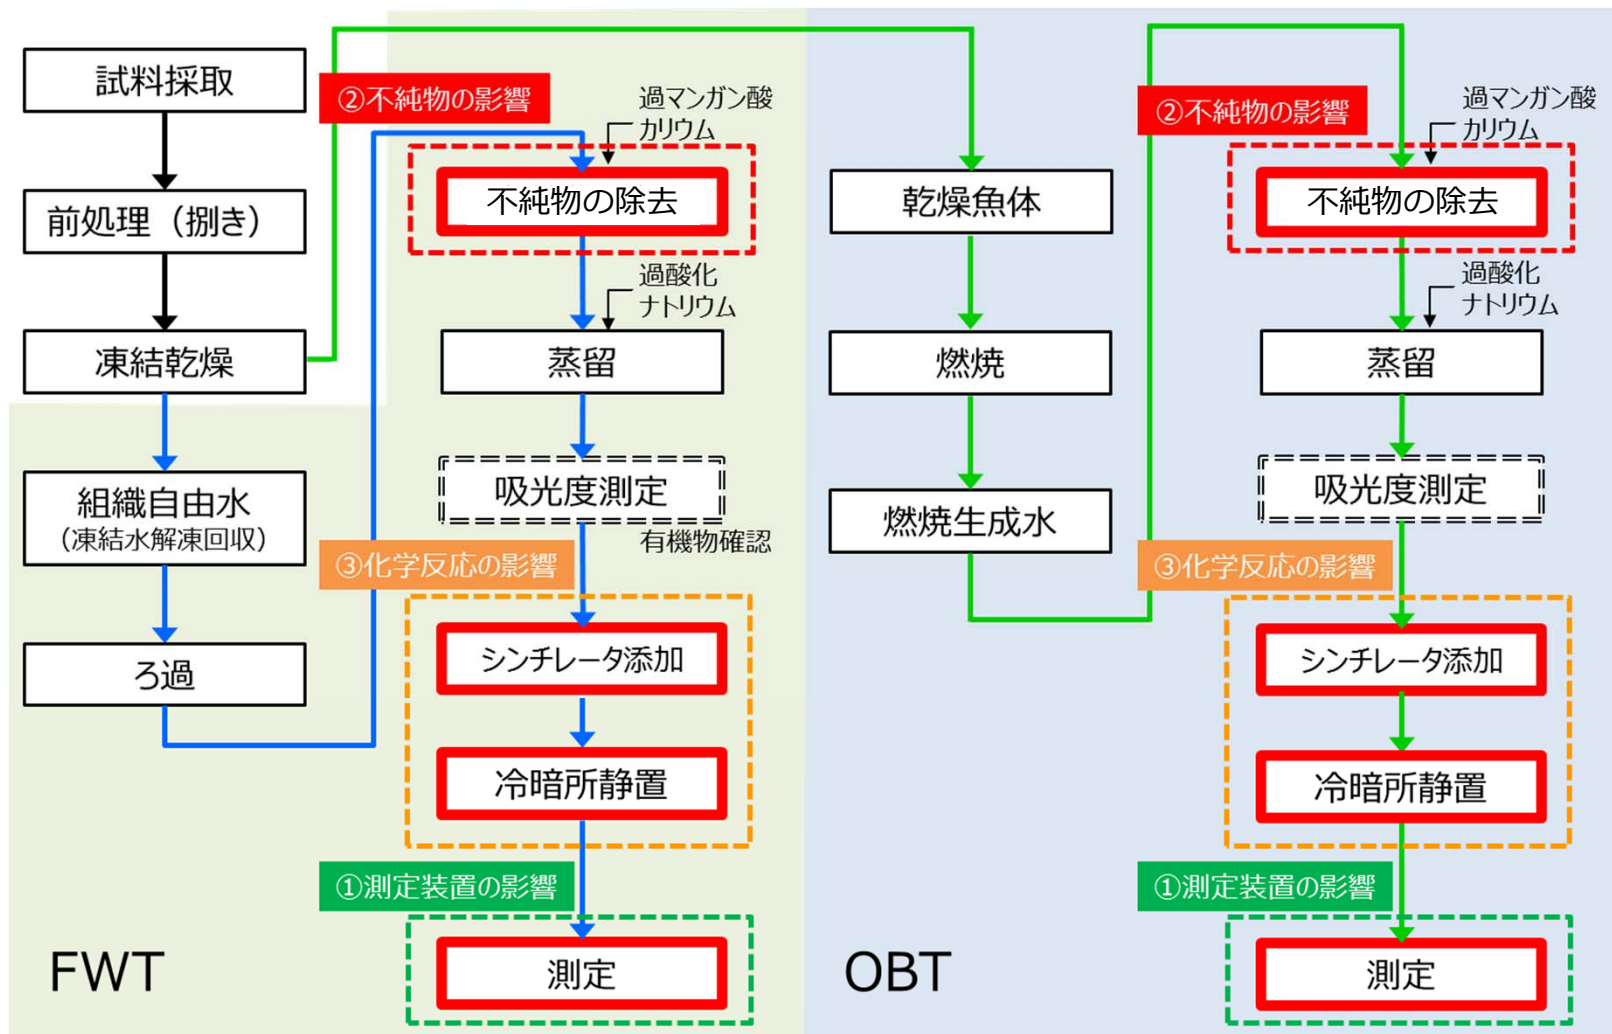 試料採取
前処理（捌き）
凍結乾燥
組織自由水
（凍結水解凍回収）
ろ過
FWT
②不純物の影響
過マンガン酸
カリウム
不純物の除去
過酸化
ナトリウム
蒸留
吸光度測定
有機物確認
③化学反応の影響
シンチレータ添加
冷暗所静置
①測定装置の影響
測定
乾燥魚体
燃焼
燃焼生成水
OBT
②不純物の影響
過マンガン酸
カリウム
不純物の除去
過酸化
ナトリウム
蒸留
吸光度測定
③化学反応の影響
シンチレータ添加
冷暗所静置
①測定装置の影響
測定